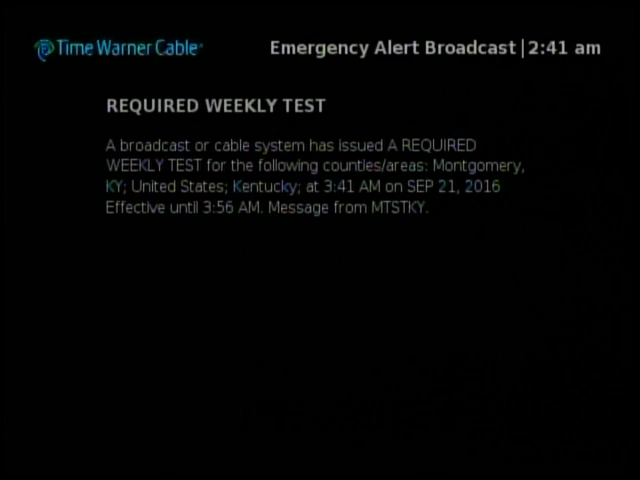 Time Warner Cable
Emergency Alert Broadcast | 2:41 am
REQUIRED WEEKLY TEST
A broadcast or cable system has issued A REQUIRED
WEEKLY TEST for the following counties/areas: Montgomery,
KY; United States; Kentucky; at 3:41 AM on SEP 21, 2016
Effective until 3:56 AM. Message from MTSTKY.